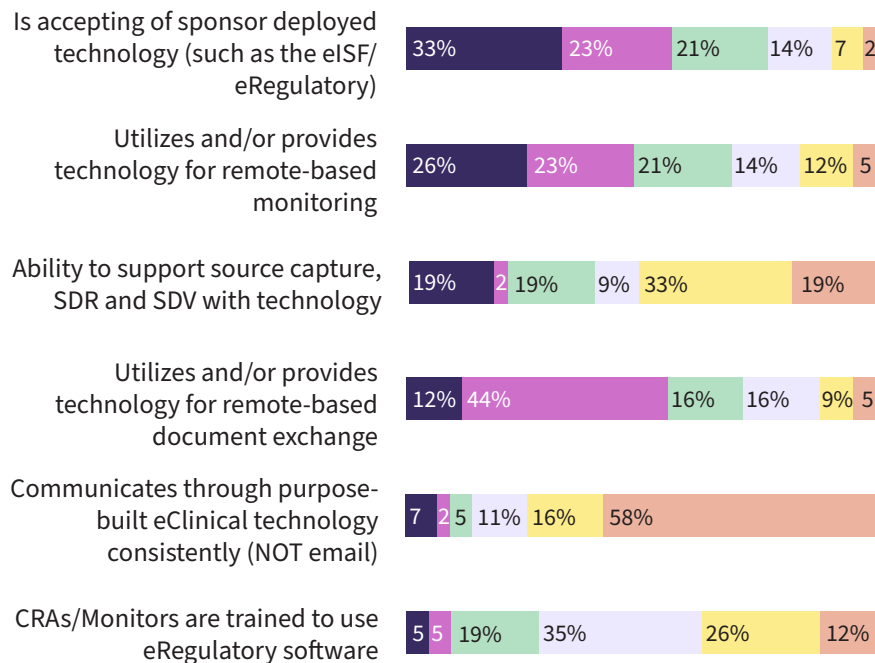 Is accepting of sponsor deployed
technology (such as the eISF/
eRegulatory)
33% 23% 21% 14% 7 2
Utilizes and/or provides
technology for remote-based
monitoring
26% 23% 21% 14% 12% 5
Ability to support source capture,
SDR and SDV with technology
19% 2 19% 9% 33% 19%
Utilizes and/or provides
technology for remote-based
document exchange
12% 44% 16% 16% 9% 5
Communicates through purpose-
built eClinical technology
consistently (NOT email)
7 2 5 11% 16% 58%
CRAs/Monitors are trained to use
eRegulatory software
5 5 19% 35% 26% 12%